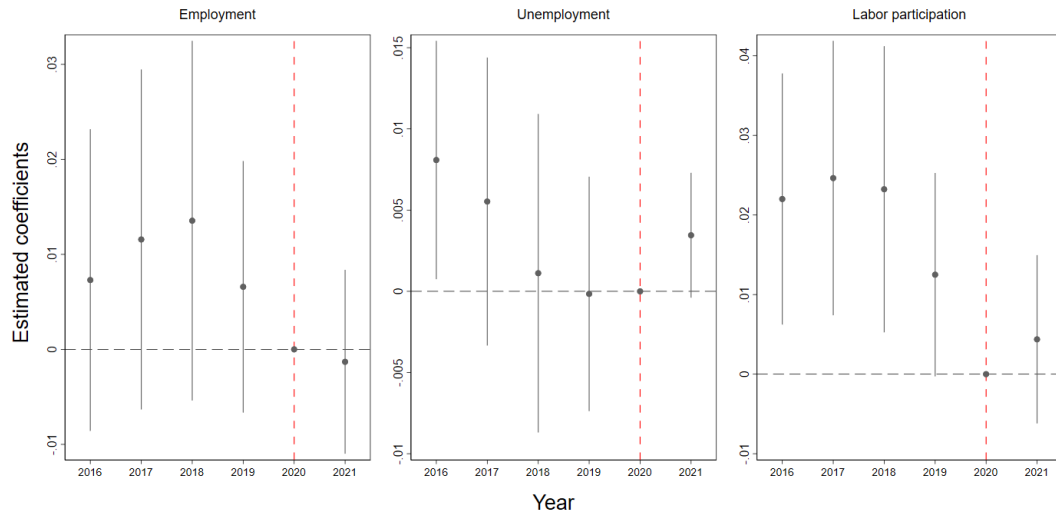 Employment
Unemployment
Labor participation
Estimated coefficients
.03
.02
.01
0
-.01
2016 2017 2018 2019 2020 2021
.015
.01
.005
0
-.005
-.01
2016 2017 2018 2019 2020 2021
.04
.03
.02
.01
0
-.01
2016 2017 2018 2019 2020 2021
Year